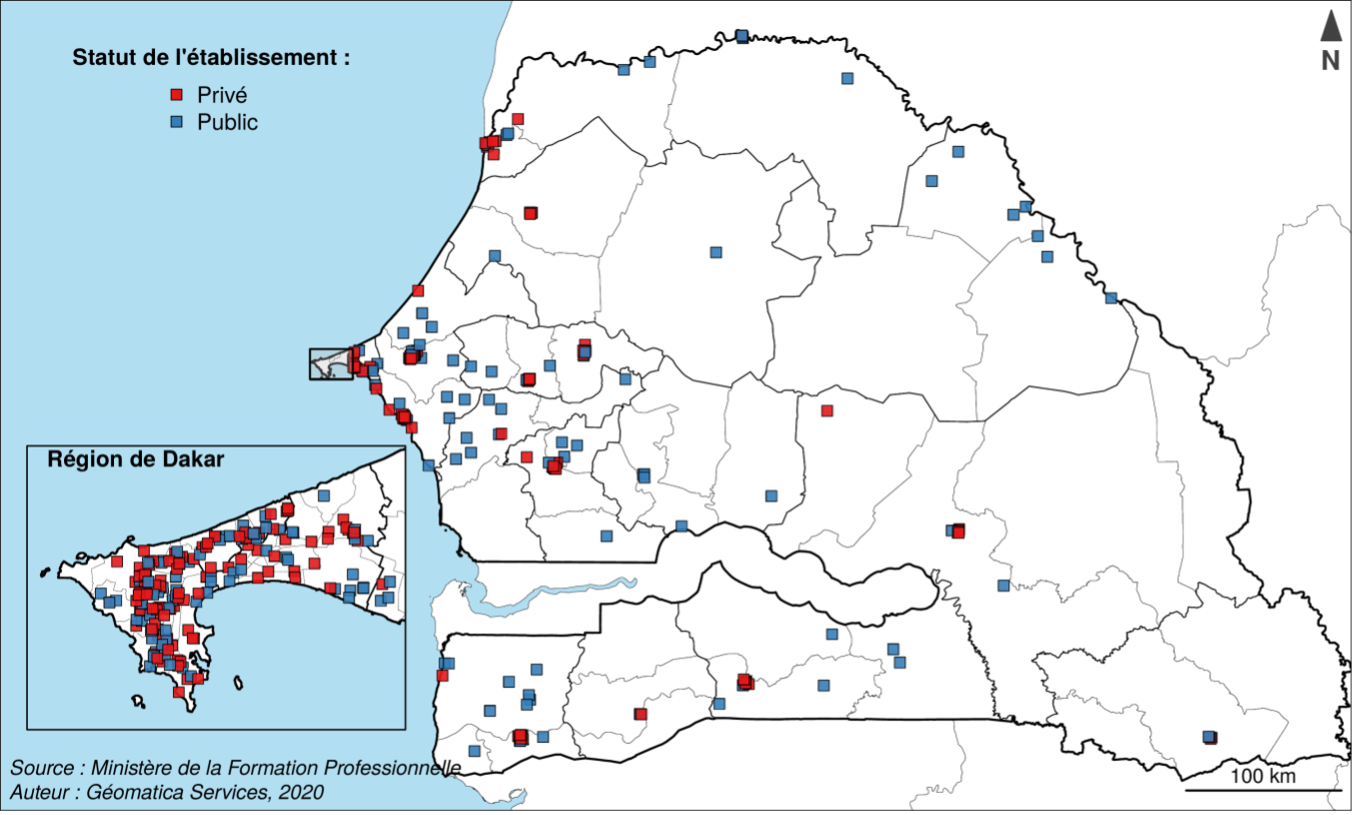 Statut de l'établissement :
Privé
Public
N
Région de Dakar
Source : Ministère de la Formation Professionnelle
Auteur : Géomatica Services, 2020
100 km